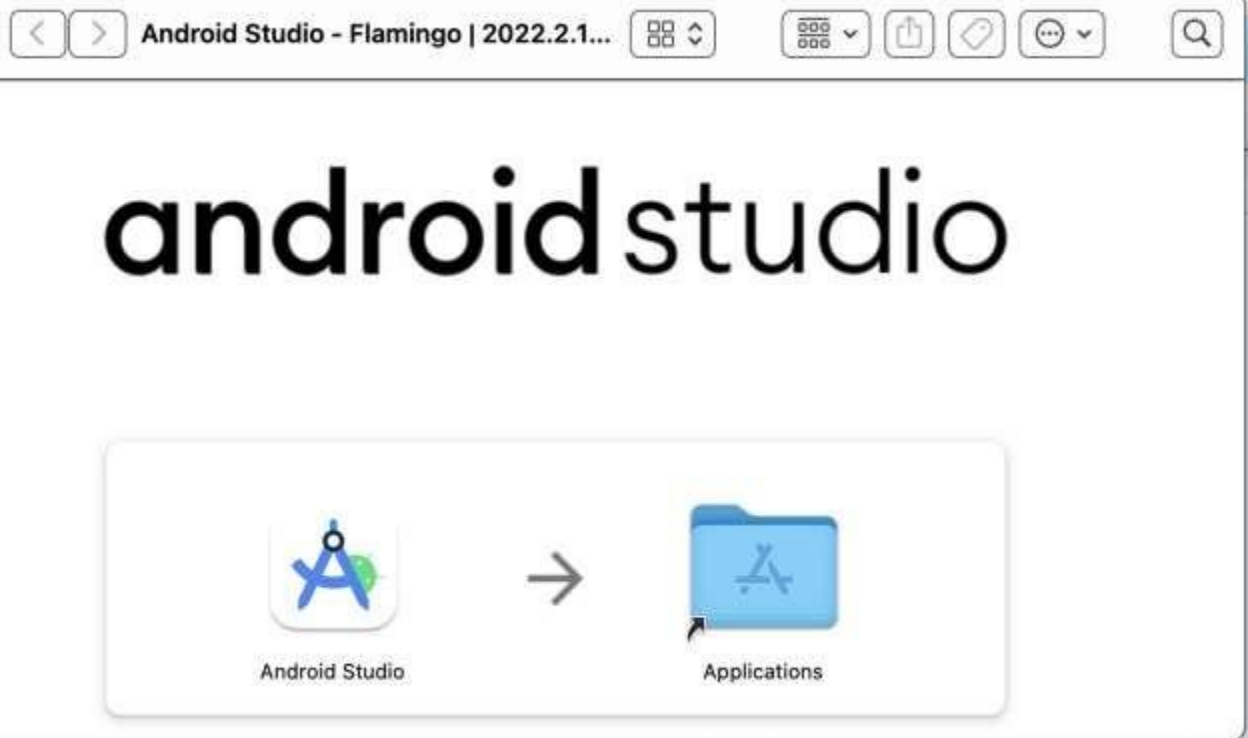 Android Studio - Flamingo | 2022.2.1...
android studio
Android Studio
Applications